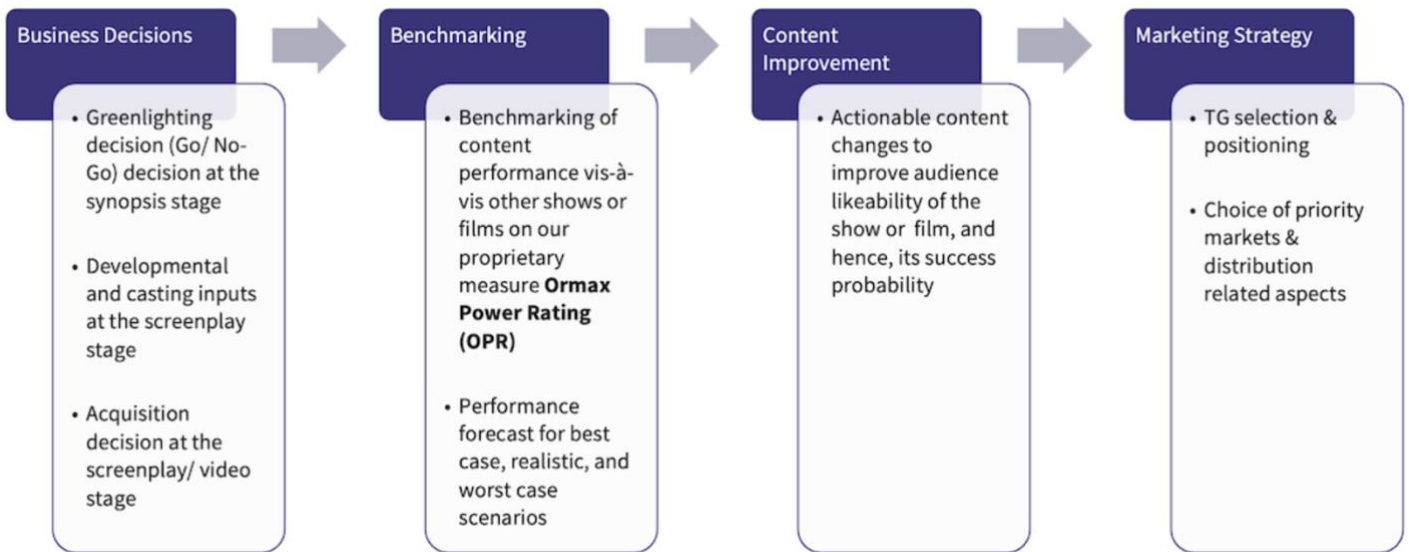 Business Decisions
• Greenlighting
decision (Go/ No-
Go) decision at the
synopsis stage
• Developmental
and casting inputs
at the screenplay
stage
• Acquisition
decision at the
screenplay/ video
stage
Benchmarking
• Benchmarking of
content
performance vis-à-
vis other shows or
films on our
proprietary
measure Ormax
Power Rating
(OPR)
• Performance
forecast for best
case, realistic, and
worst case
scenarios
Content
Improvement
• Actionable content
changes to
improve audience
likeability of the
show or film, and
hence, its success
probability
Marketing Strategy
• TG selection &
positioning
• Choice of priority
markets &
distribution
related aspects